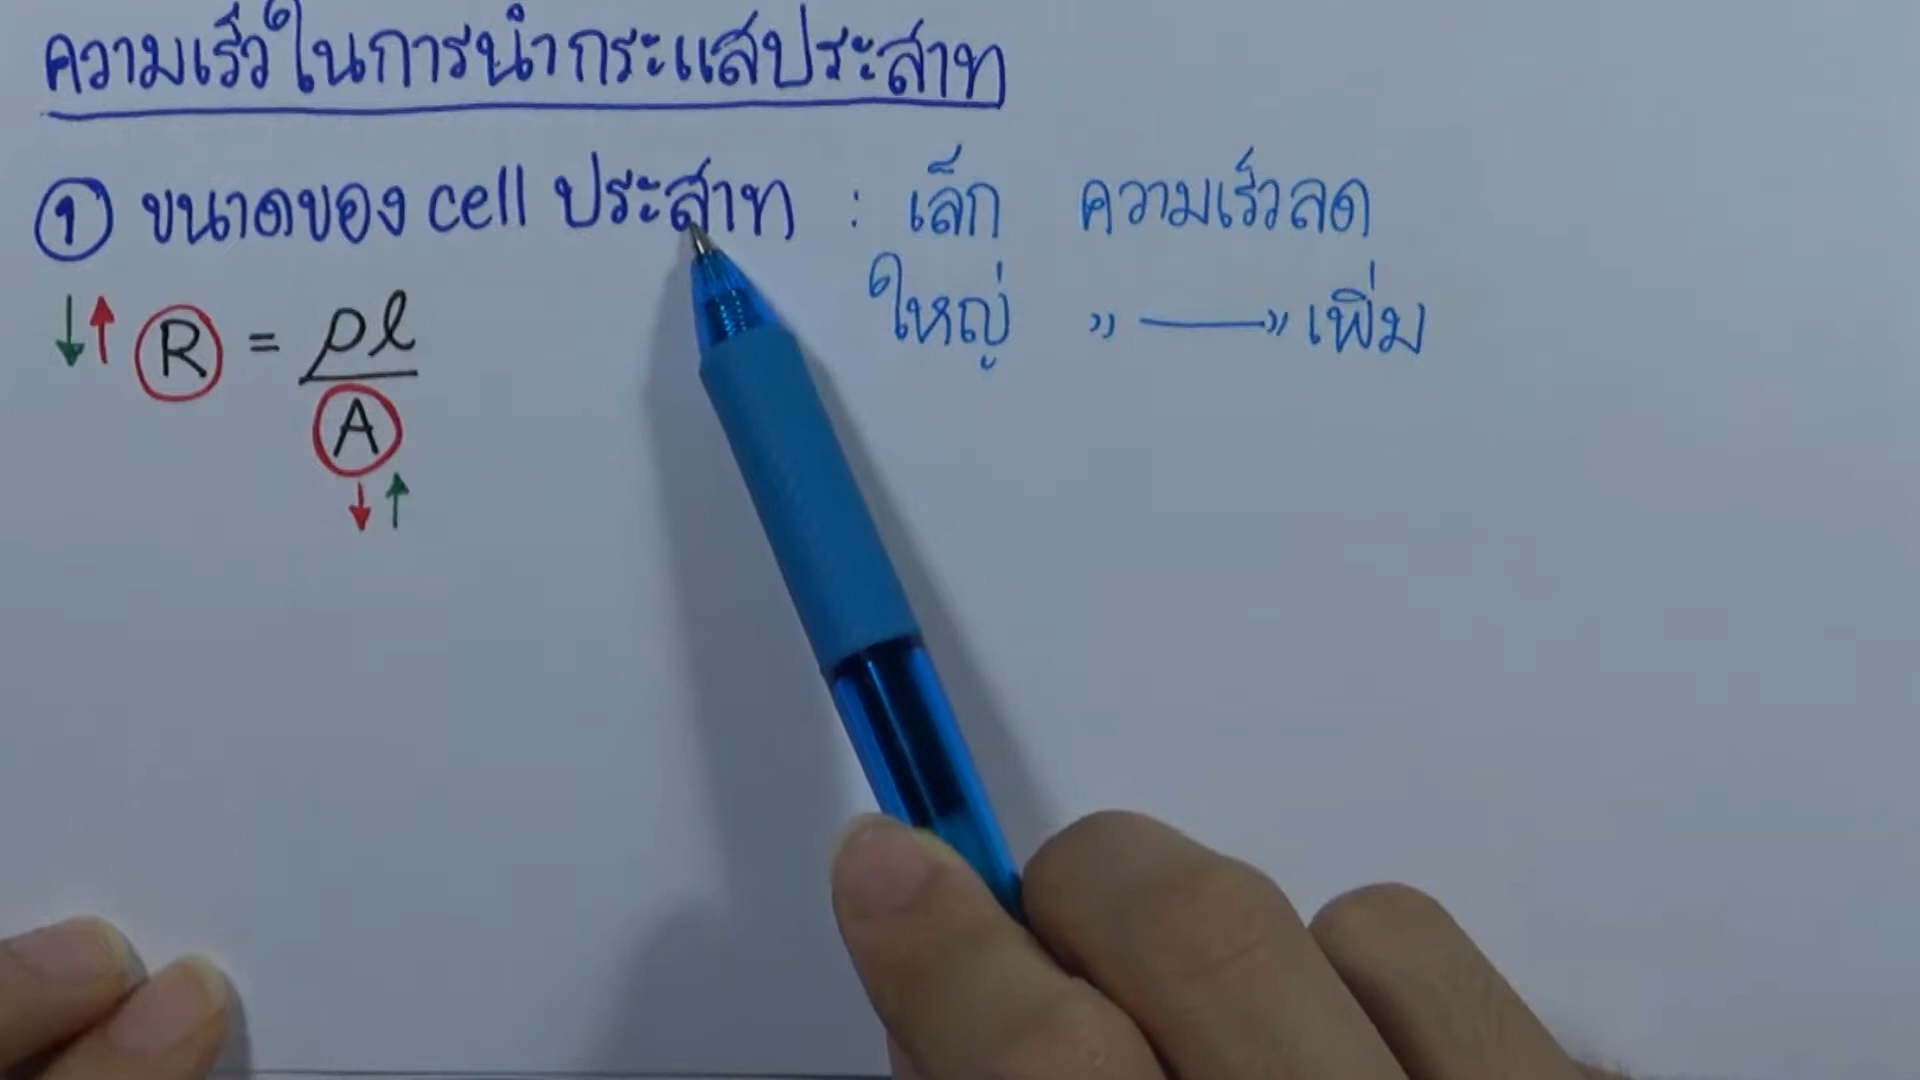 ความเร็วในการนำกระแสประสาท
① ขนาดของ cell ประสาท : เล็ก ความเร็วลด
ใหญ่ " —— " เพิ่ม
↓↑ R = ρl
A
↓↑